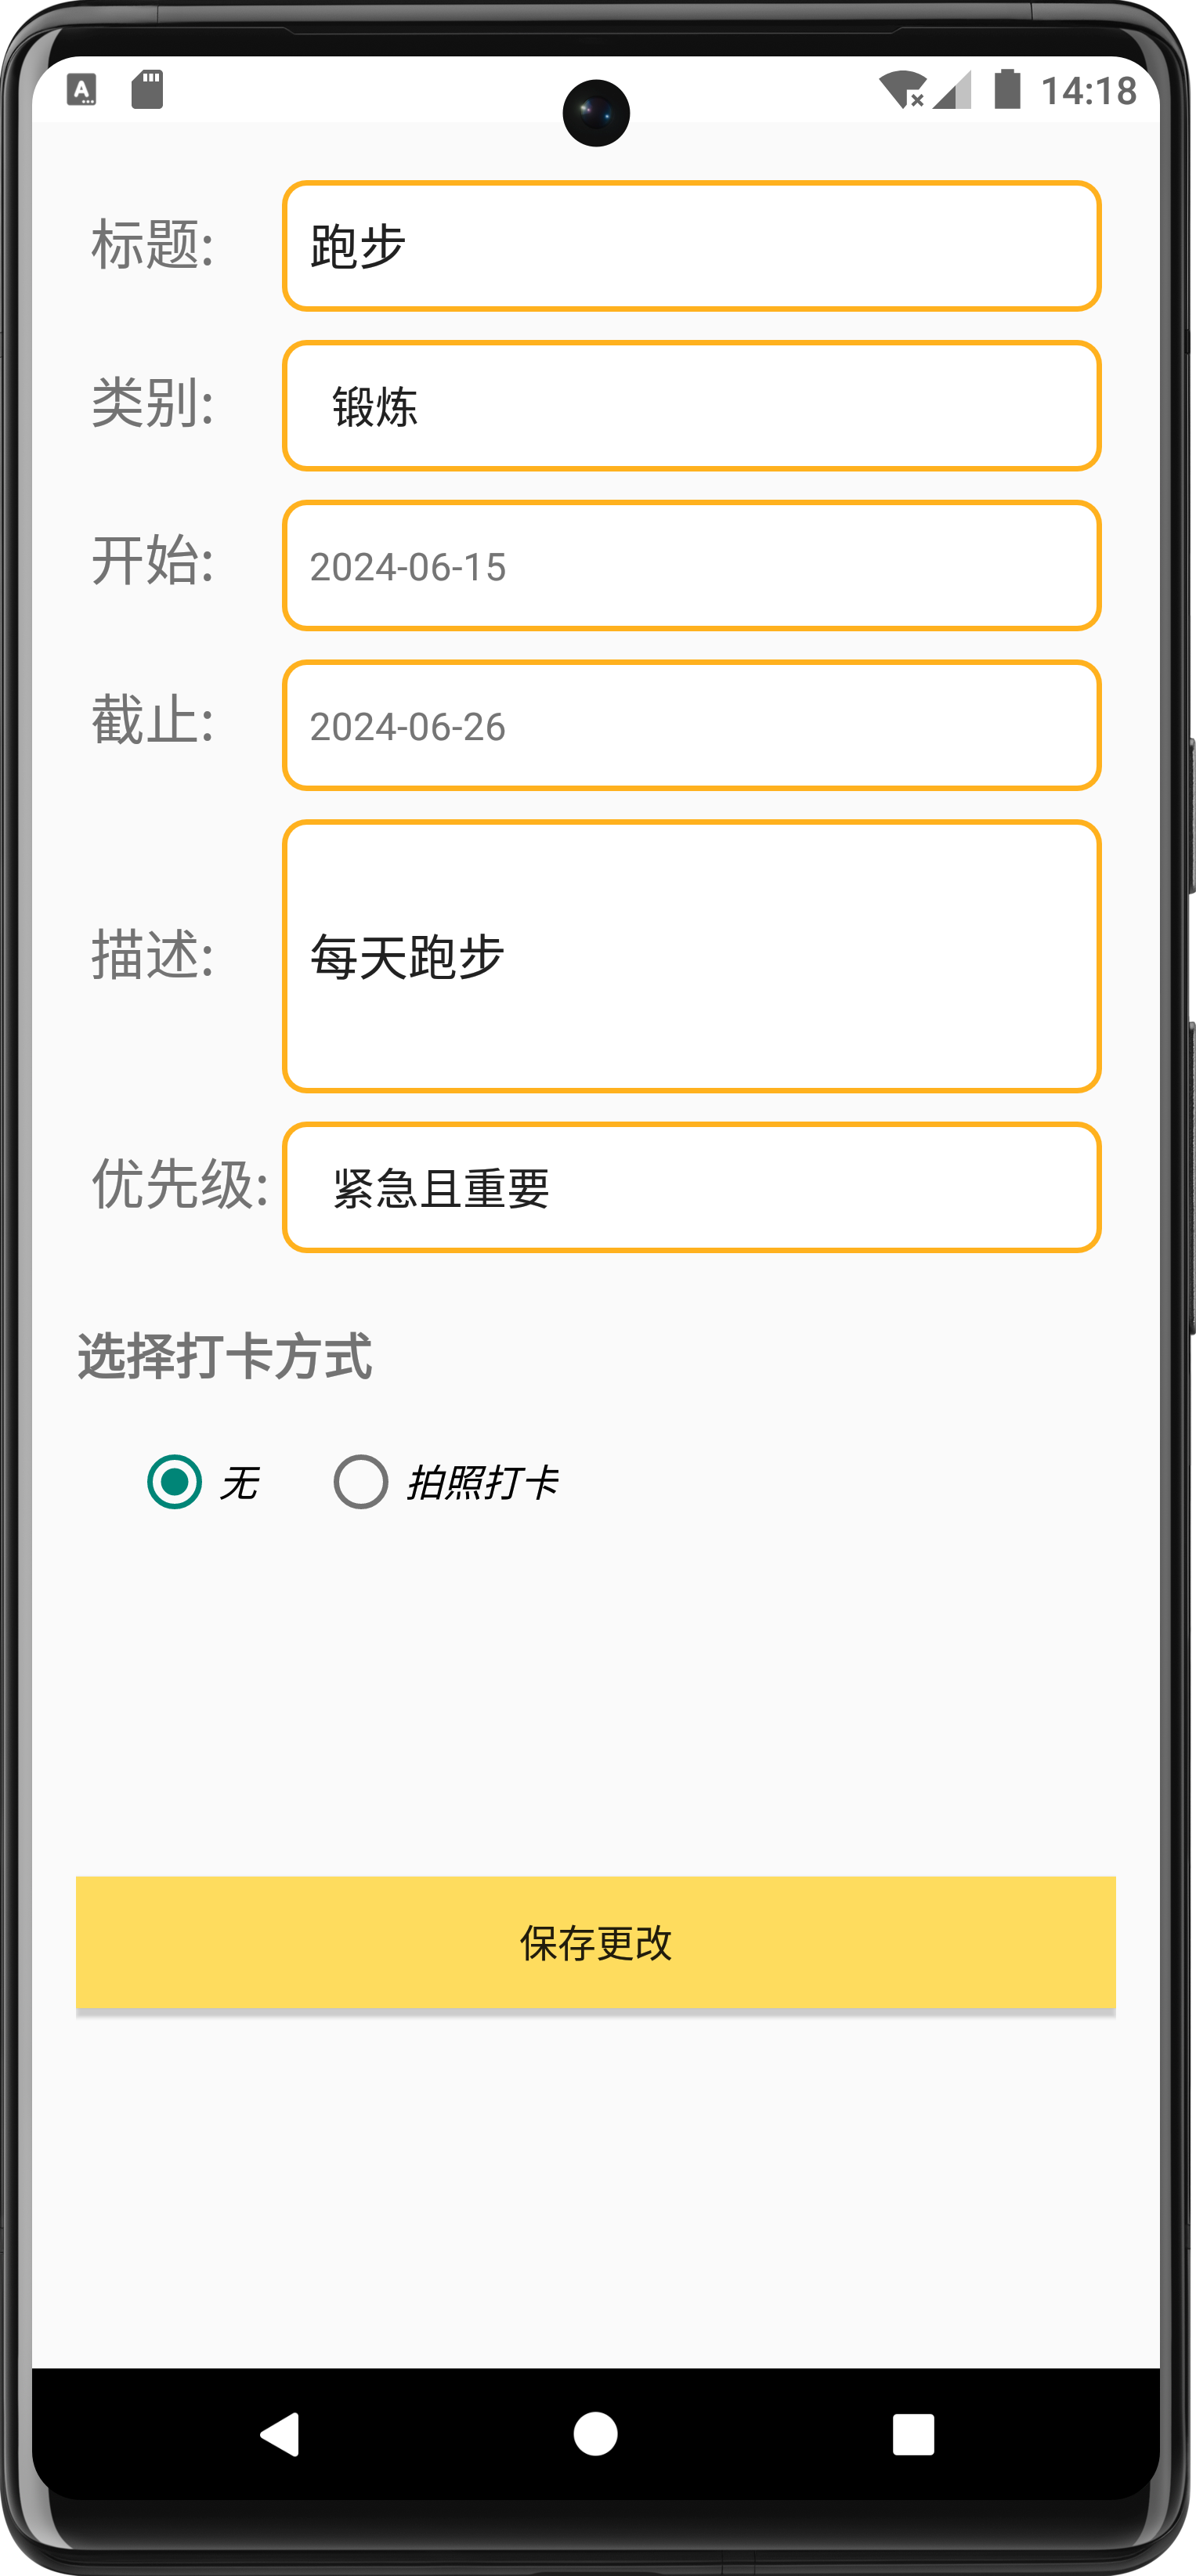 14:18
标题: 跑步
类别: 锻炼
开始: 2024-06-15
截止: 2024-06-26
描述: 每天跑步
优先级: 紧急且重要
选择打卡方式
无 拍照打卡
保存更改